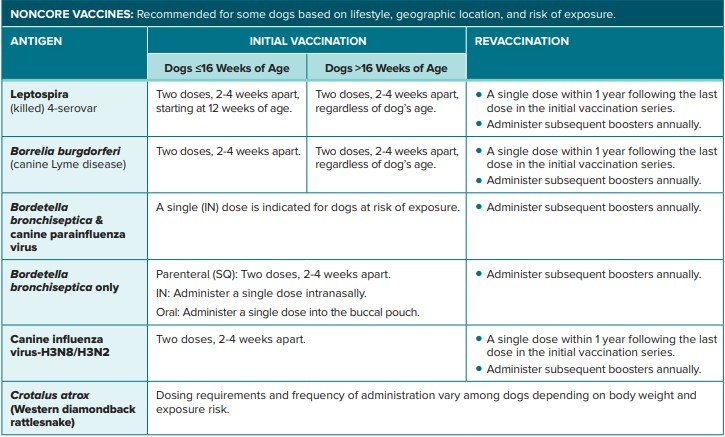 NONCORE VACCINES: Recommended for some dogs based on lifestyle, geographic location, and risk of exposure.
ANTIGEN
INITIAL VACCINATION
REVACCINATION
Dogs ≤16 Weeks of Age
Dogs >16 Weeks of Age
Leptospira
(killed) 4-serovar
Two doses, 2-4 weeks apart,
starting at 12 weeks of age.
Two doses, 2-4 weeks apart,
regardless of dog's age.
• A single dose within 1 year following the last
dose in the initial vaccination series.
• Administer subsequent boosters annually.
Borrelia burgdorferi
(canine Lyme disease)
Two doses, 2-4 weeks apart.
Two doses, 2-4 weeks apart,
regardless of dog's age.
• A single dose within 1 year following the last
dose in the initial vaccination series.
• Administer subsequent boosters annually.
Bordetella
bronchiseptica &
canine parainfluenza
virus
A single (IN) dose is indicated for dogs at risk of exposure.
• Administer subsequent boosters annually.
Bordetella
bronchiseptica only
Parenteral (SQ): Two doses, 2-4 weeks apart.
IN: Administer a single dose intranasally.
Oral: Administer a single dose into the buccal pouch.
• Administer subsequent boosters annually.
Canine influenza
virus-H3N8/H3N2
Two doses, 2-4 weeks apart.
• A single dose within 1 year following the last
dose in the initial vaccination series.
• Administer subsequent boosters annually.
Crotalus atrox
(Western diamondback
rattlesnake)
Dosing requirements and frequency of administration vary among dogs depending on body weight and
exposure risk.